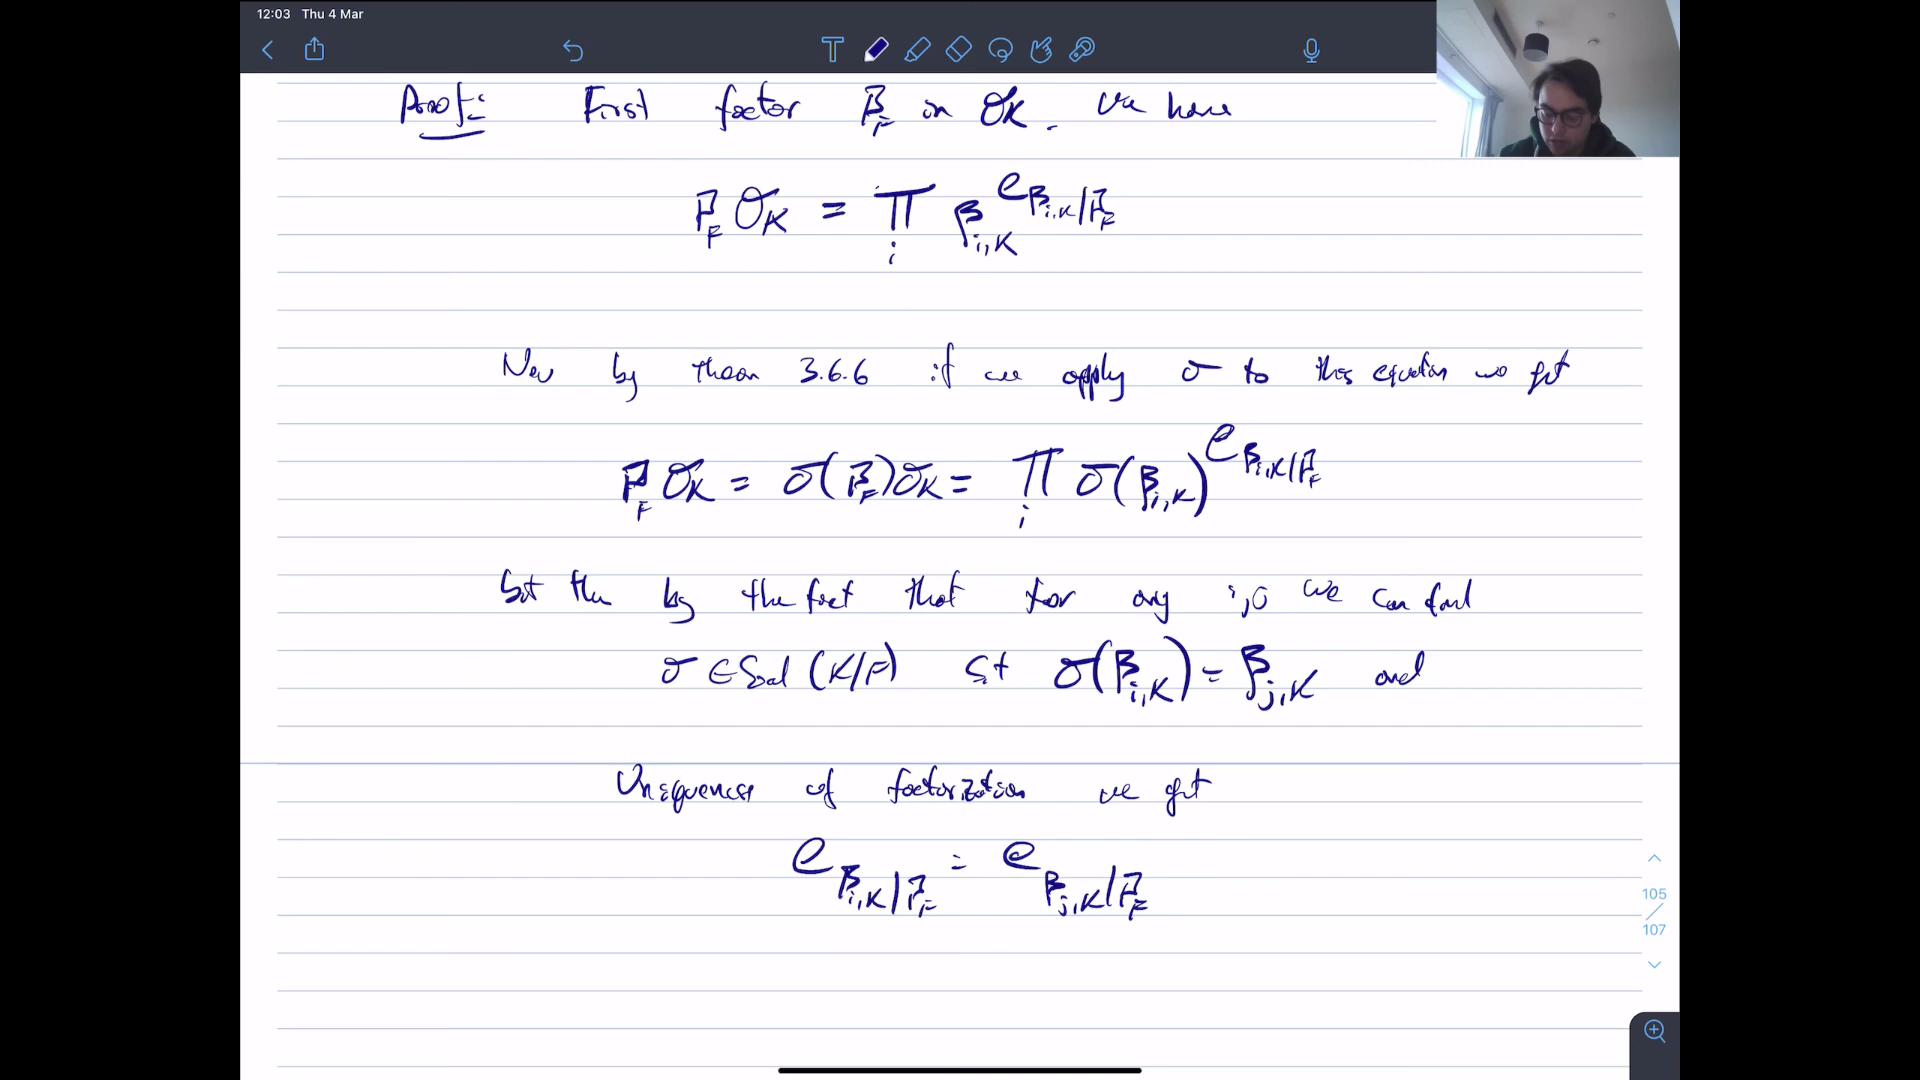 12:03 Thu 4 Mar
Proof: First factor 𝔭_F in 𝒪_K. We have
𝔭_F 𝒪_K = ∏_i 𝔭_{i,K}^{e_{𝔭_{i,K}/𝔭_F}}
Now by 3.6.6 if we apply σ to this equation we get
𝔭_F 𝒪_K = σ(𝔭_F)𝒪_K = ∏_i σ(𝔭_{i,K})^{e_{𝔭_{i,K}/𝔭_F}}
but then by the fact that for any i,j we can find
σ ∈ Gal (K/F) st σ(𝔭_{i,K}) = 𝔭_{j,K} and
Uniqueness of factorization we get
e_{𝔭_{i,K}/𝔭_F} = e_{𝔭_{j,K}/𝔭_F}
105
107